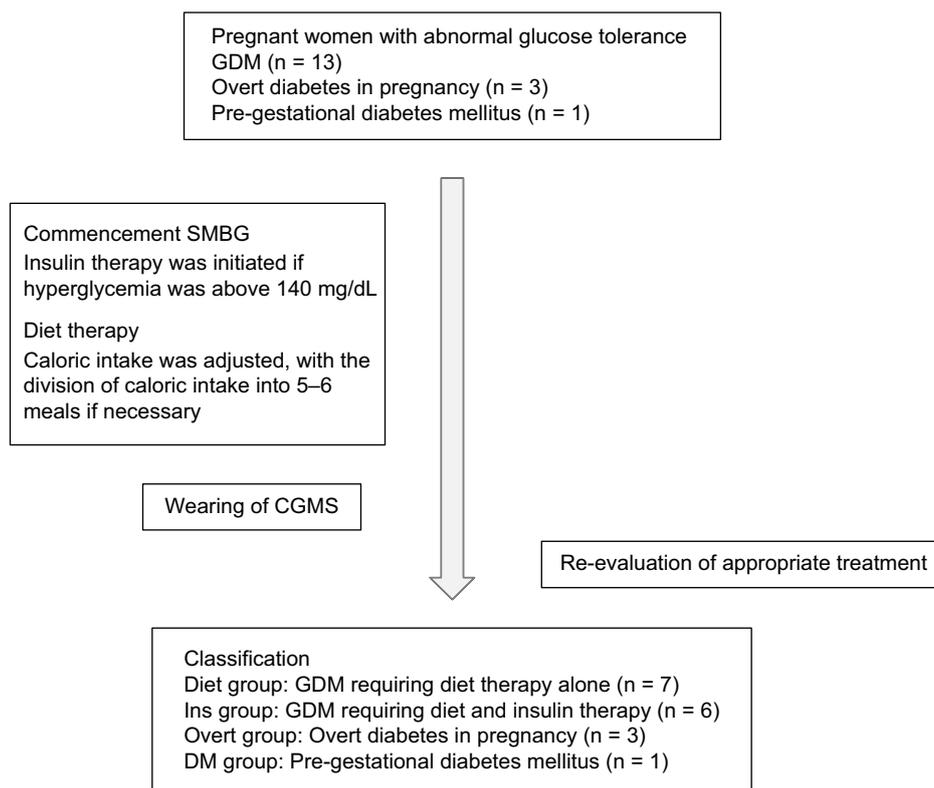 Pregnant women with abnormal glucose tolerance
GDM (n = 13)
Overt diabetes in pregnancy (n = 3)
Pre-gestational diabetes mellitus (n = 1)
Commencement SMBG
Insulin therapy was initiated if
hyperglycemia was above 140 mg/dL
Diet therapy
Caloric intake was adjusted, with the
division of caloric intake into 5–6
meals if necessary
Wearing of CGMS
Re-evaluation of appropriate treatment
Classification
Diet group: GDM requiring diet therapy alone (n = 7)
Ins group: GDM requiring diet and insulin therapy (n = 6)
Overt group: Overt diabetes in pregnancy (n = 3)
DM group: Pre-gestational diabetes mellitus (n = 1)